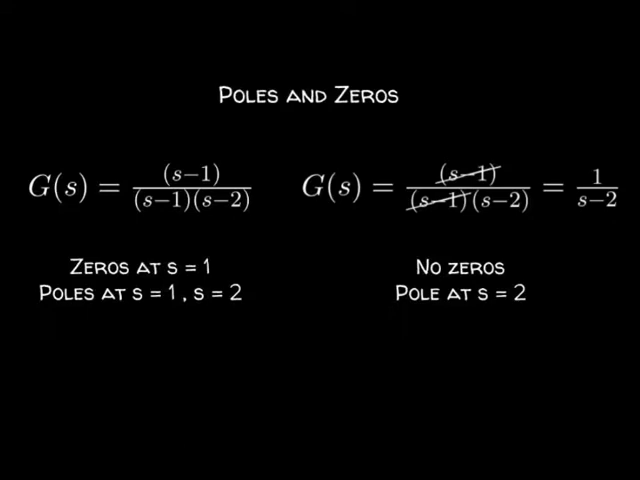 Poles and Zeros
G(s) = (s−1) / (s−1)(s−2)
G(s) = (s−1) / (s−1)(s−2) = 1 / s−2
Zeros at s = 1
Poles at s = 1 , s = 2
No zeros
Pole at s = 2